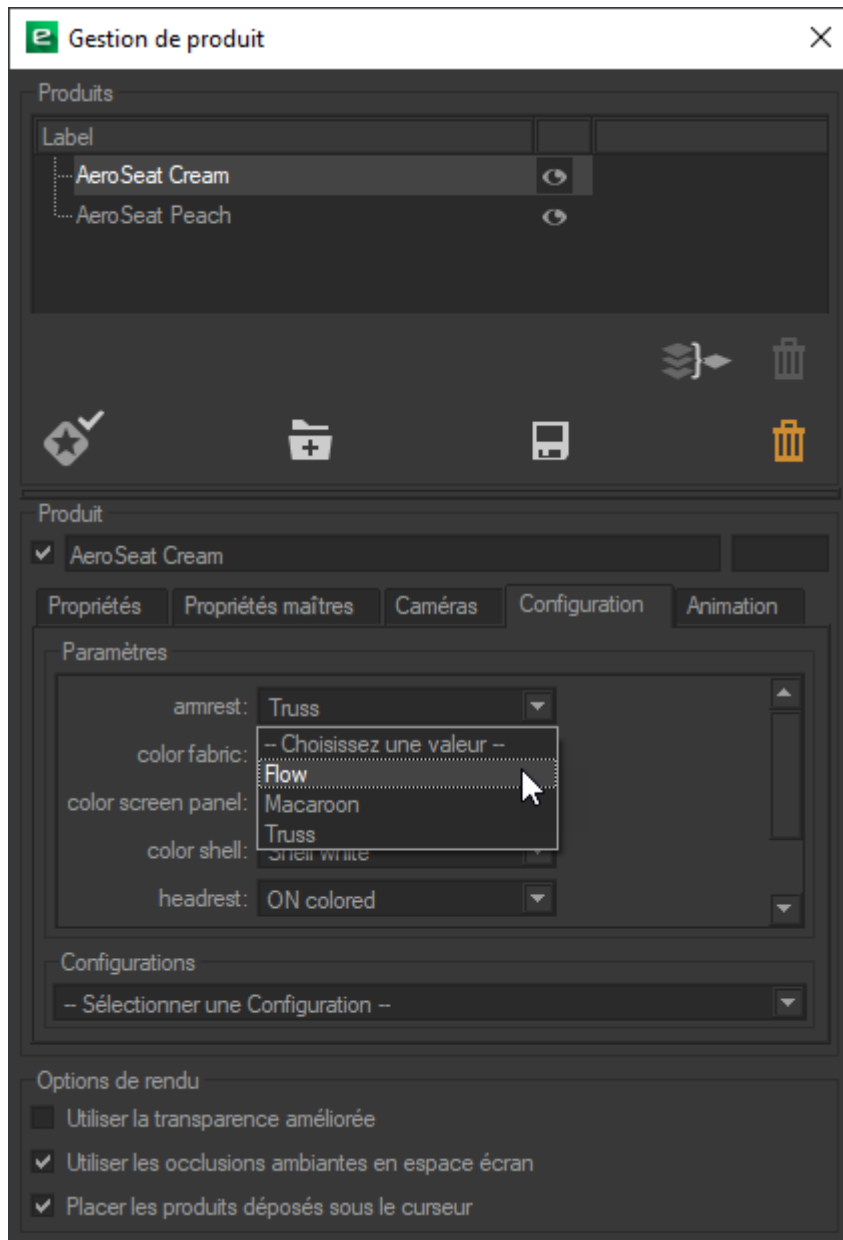 Gestion de produit
Produits
Label
AeroSeat Cream
AeroSeat Peach
Produit
AeroSeat Cream
Propriétés Propriétés maîtres Caméras Configuration Animation
Paramètres
armrest: Truss
color fabric: -- Choisissez une valeur --
Flow
color screen panel: Macaroon
Truss
color shell: Shell white
headrest: ON colored
Configurations
-- Sélectionner une Configuration --
Options de rendu
Utiliser la transparence améliorée
Utiliser les occlusions ambiantes en espace écran
Placer les produits déposés sous le curseur